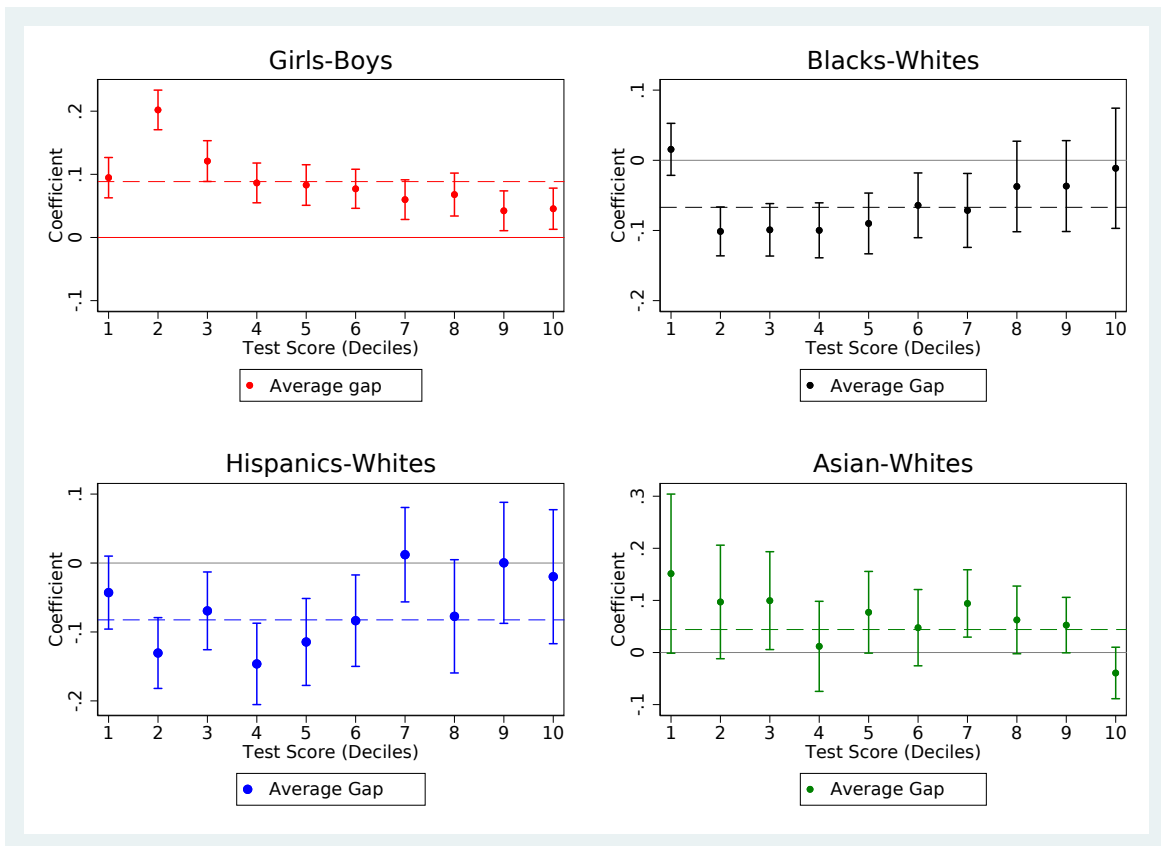 Girls-Boys
Coefficient
.2
.1
0
-.1
1 2 3 4 5 6 7 8 9 10
Test Score (Deciles)
Average gap
Blacks-Whites
Coefficient
.1
0
-.1
-.2
1 2 3 4 5 6 7 8 9 10
Test Score (Deciles)
Average Gap
Hispanics-Whites
Coefficient
.1
0
-.1
-.2
1 2 3 4 5 6 7 8 9 10
Test Score (Deciles)
Average Gap
Asian-Whites
Coefficient
.3
.2
.1
0
-.1
1 2 3 4 5 6 7 8 9 10
Test Score (Deciles)
Average Gap